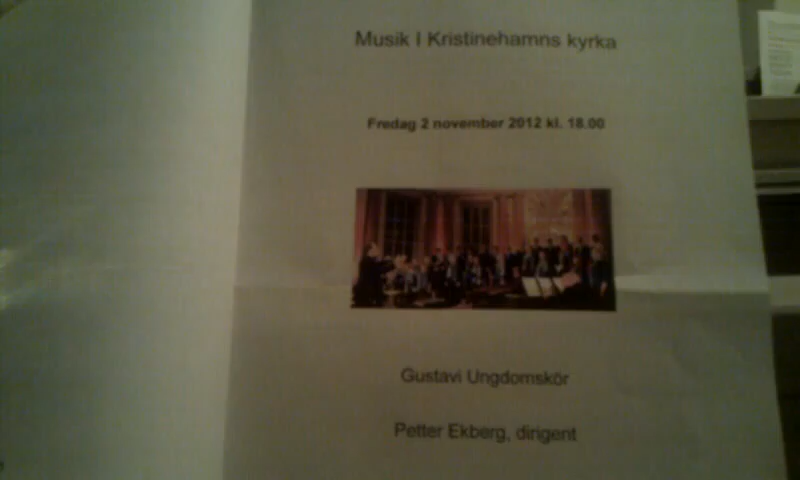 Musik I Kristinehamns kyrka
Fredag 2 november 2012 kl. 18.00
Gustavi Ungdomskör
Petter Ekberg, dirigent